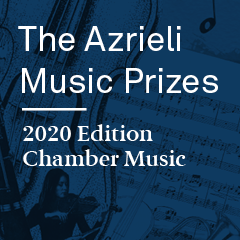 The Azrieli
Music Prizes
2020 Edition
Chamber Music